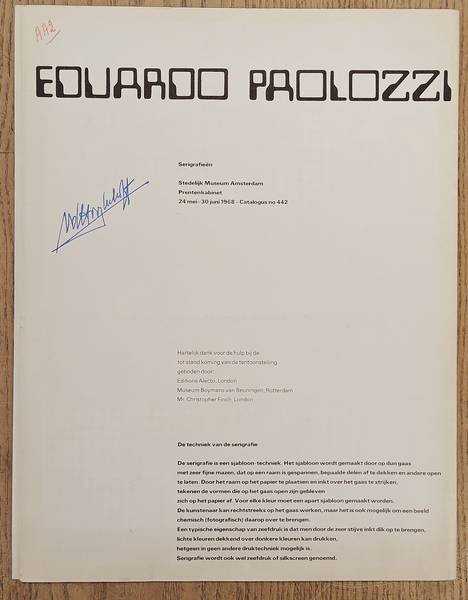 AA2
EDUARDO PAOLOZZI
Serigrafieën
Stedelijk Museum Amsterdam
Prentenkabinet
24 mei - 30 juni 1968 - Catalogus no 442
Hartelijk dank voor de hulp bij de
tot stand koming van de tentoonstelling
geboden door:
Editions Alecto, London
Museum Boymans van Beuningen, Rotterdam
Mr. Christopher Finch, London
De techniek van de serigrafie
De serigrafie is een sjabloon-techniek. Het sjabloon wordt gemaakt door op dun gaas
met zeer fijne mazen, dat op een raam is gespannen, bepaalde delen af te dekken en andere open
te laten. Door het raam op het papier te plaatsen en inkt over het gaas te strijken,
tekenen de vormen die op het gaas open zijn gebleven
zich op het papier af. Voor elke kleur moet een apart sjabloon gemaakt worden.
De kunstenaar kan rechtstreeks op het gaas werken, maar het is ook mogelijk om een beeld
chemisch (fotografisch) daarop over te brengen.
Een typische eigenschap van zeefdruk is dat men door de zeer stijve inkt dik op te brengen,
lichte kleuren dekkend over donkere kleuren kan drukken,
hetgeen in geen andere druktechniek mogelijk is.
Serigrafie wordt ook wel zeefdruk of silkscreen genoemd.